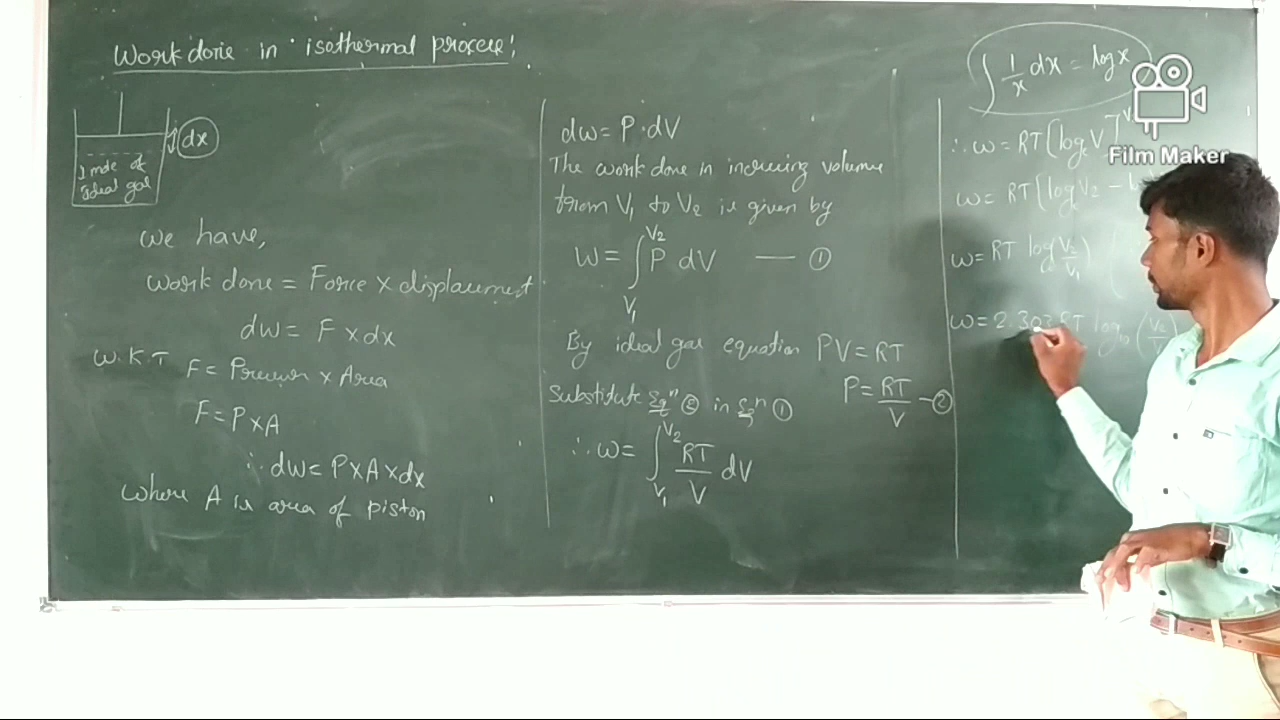 Work done in isothermal process:
dx
1 mole of
ideal gas
We have,
Work done = Force × displacement
dw = F × dx
W.K.T F = Pressure × Area
F = P × A
∴ dw = P × A × dx
Where A is area of piston
dw = P·dV
The work done in increasing volume
from V₁ to V₂ is given by
W = ∫_{V₁}^{V₂} P dV — ①
By ideal gas equation PV = RT
P = RT/V — ②
Substitute Eqⁿ ② in Eqⁿ ①
∴ w = ∫_{V₁}^{V₂} RT/V dV
∫ 1/x dx = log x
∴ w = RT [logₑ V]^V
w = RT [logₑ V₂ –
w = RT logₑ (V₂/V₁)
w = 2.303 RT log₁₀ (V₂/
Film Maker